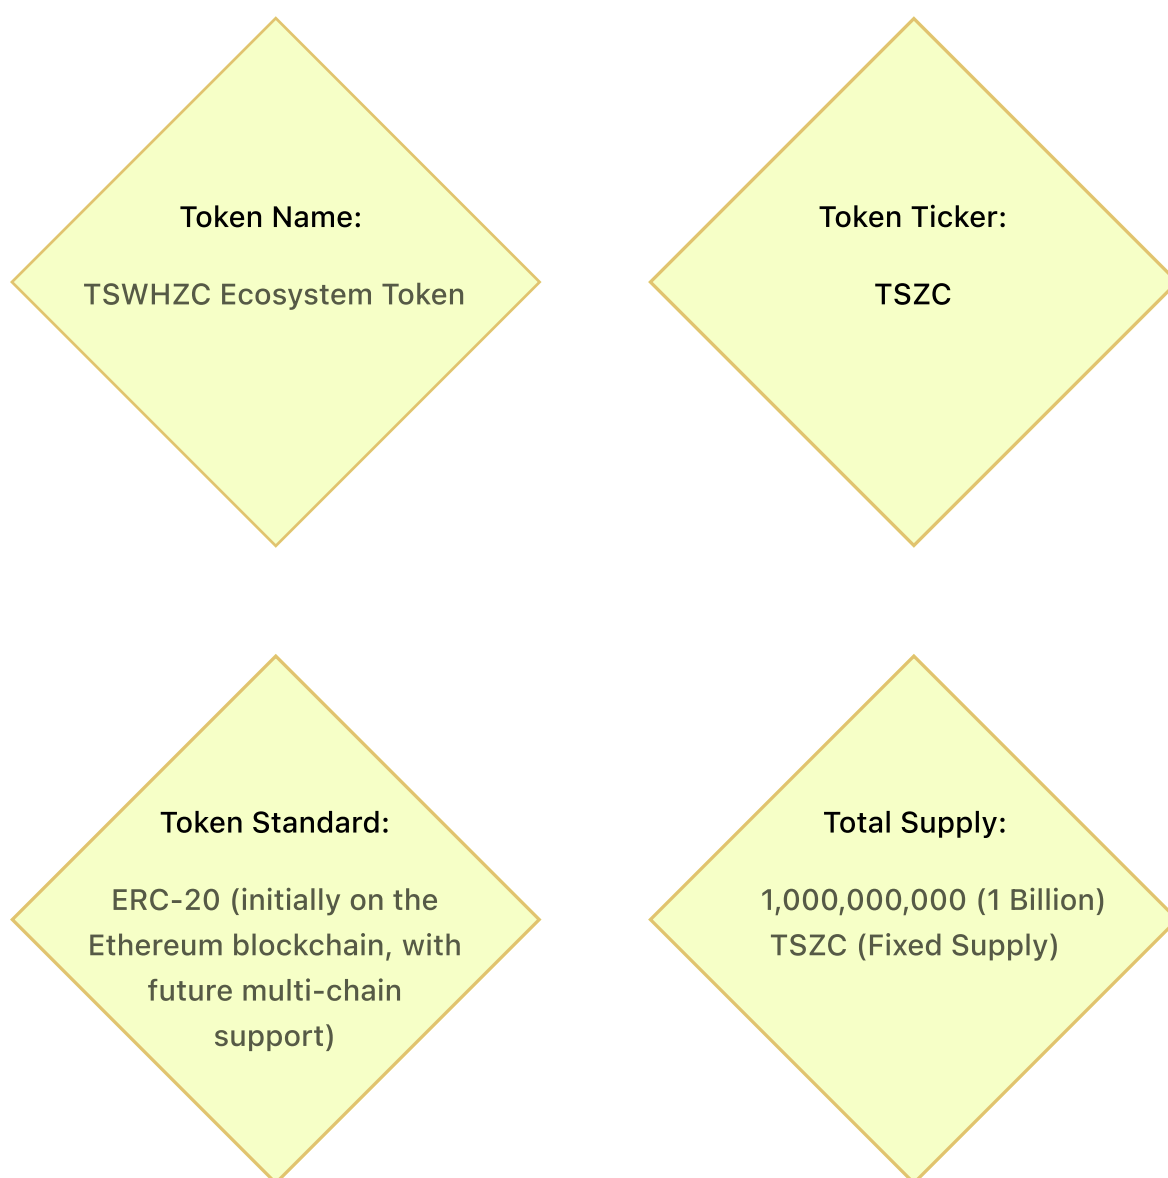 Token Name:
TSWHZC Ecosystem Token
Token Ticker:
TSZC
Token Standard:
ERC-20 (initially on the
Ethereum blockchain, with
future multi-chain
support)
Total Supply:
1,000,000,000 (1 Billion)
TSZC (Fixed Supply)